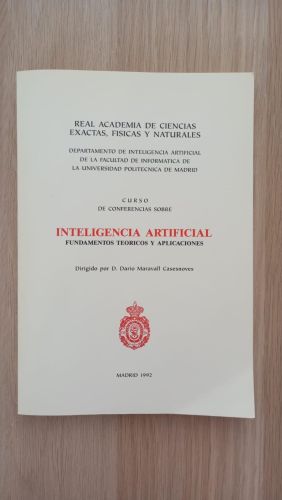 REAL ACADEMIA DE CIENCIAS
EXACTAS, FISICAS Y NATURALES
DEPARTAMENTO DE INTELIGENCIA ARTIFICIAL
DE LA FACULTAD DE INFORMATICA DE
LA UNIVERSIDAD POLITECNICA DE MADRID
CURSO
DE CONFERENCIAS SOBRE
INTELIGENCIA ARTIFICIAL
FUNDAMENTOS TEORICOS Y APLICACIONES
Dirigido por D. Darío Maravall Casesnoves
MADRID 1992